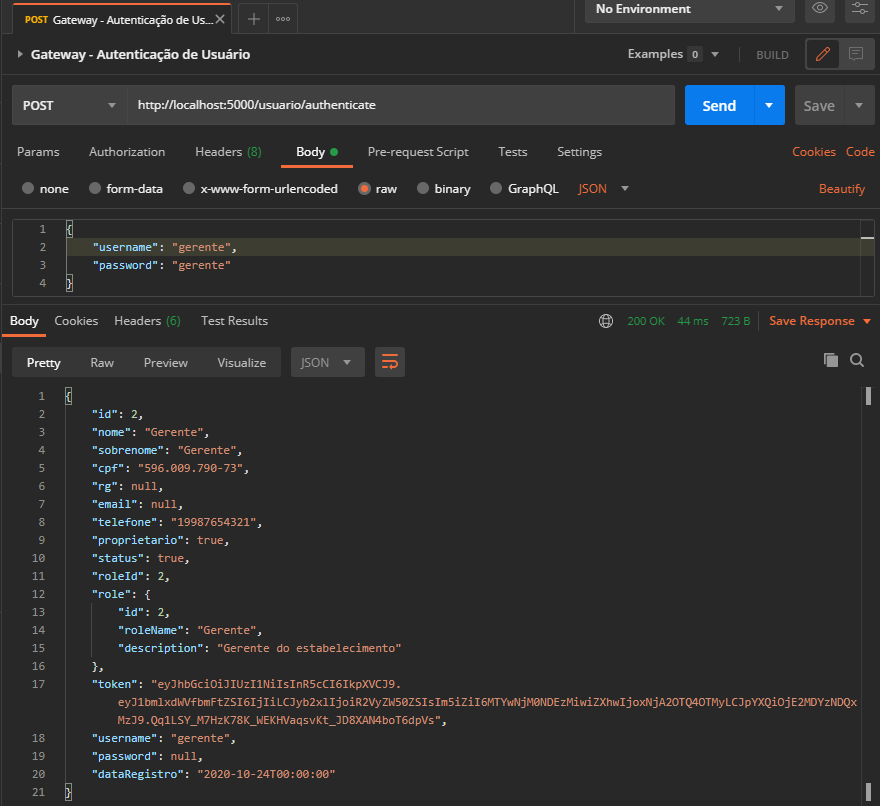 POST Gateway - Autenticação de Us...
No Environment
Gateway - Autenticação de Usuário
Examples 0
BUILD
POST
http://localhost:5000/usuario/authenticate
Send
Save
Params
Authorization
Headers (8)
Body
Pre-request Script
Tests
Settings
Cookies
Code
none
form-data
x-www-form-urlencoded
raw
binary
GraphQL
JSON
Beautify
1 {
2 "username": "gerente",
3 "password": "gerente"
4 }
Body
Cookies
Headers (6)
Test Results
200 OK
44 ms
723 B
Save Response
Pretty
Raw
Preview
Visualize
JSON
1 {
2 "id": 2,
3 "nome": "Gerente",
4 "sobrenome": "Gerente",
5 "cpf": "596.009.790-73",
6 "rg": null,
7 "email": null,
8 "telefone": "19987654321",
9 "proprietario": true,
10 "status": true,
11 "roleId": 2,
12 "role": {
13 "id": 2,
14 "roleName": "Gerente",
15 "description": "Gerente do estabelecimento"
16 },
17 "token": "eyJhbGciOiJIUzI1NiIsInR5cCI6IkpXVCJ9.
eyJ1bmlxdWVfbmFtZSI6IjIiLCJyb2xlIjoiR2VyZW50ZSIsIm5iZiI6MTYwNjM0NDEzMiwiZXhwIjoxNjA2OTQ4OTMyLCJpYXQiOjE2MDYzNDQx
MzJ9.Qq1LSY_M7HzK78K_WEKHVaqsvKt_JD8XAN4boT6dpVs",
18 "username": "gerente",
19 "password": null,
20 "dataRegistro": "2020-10-24T00:00:00"
21 }